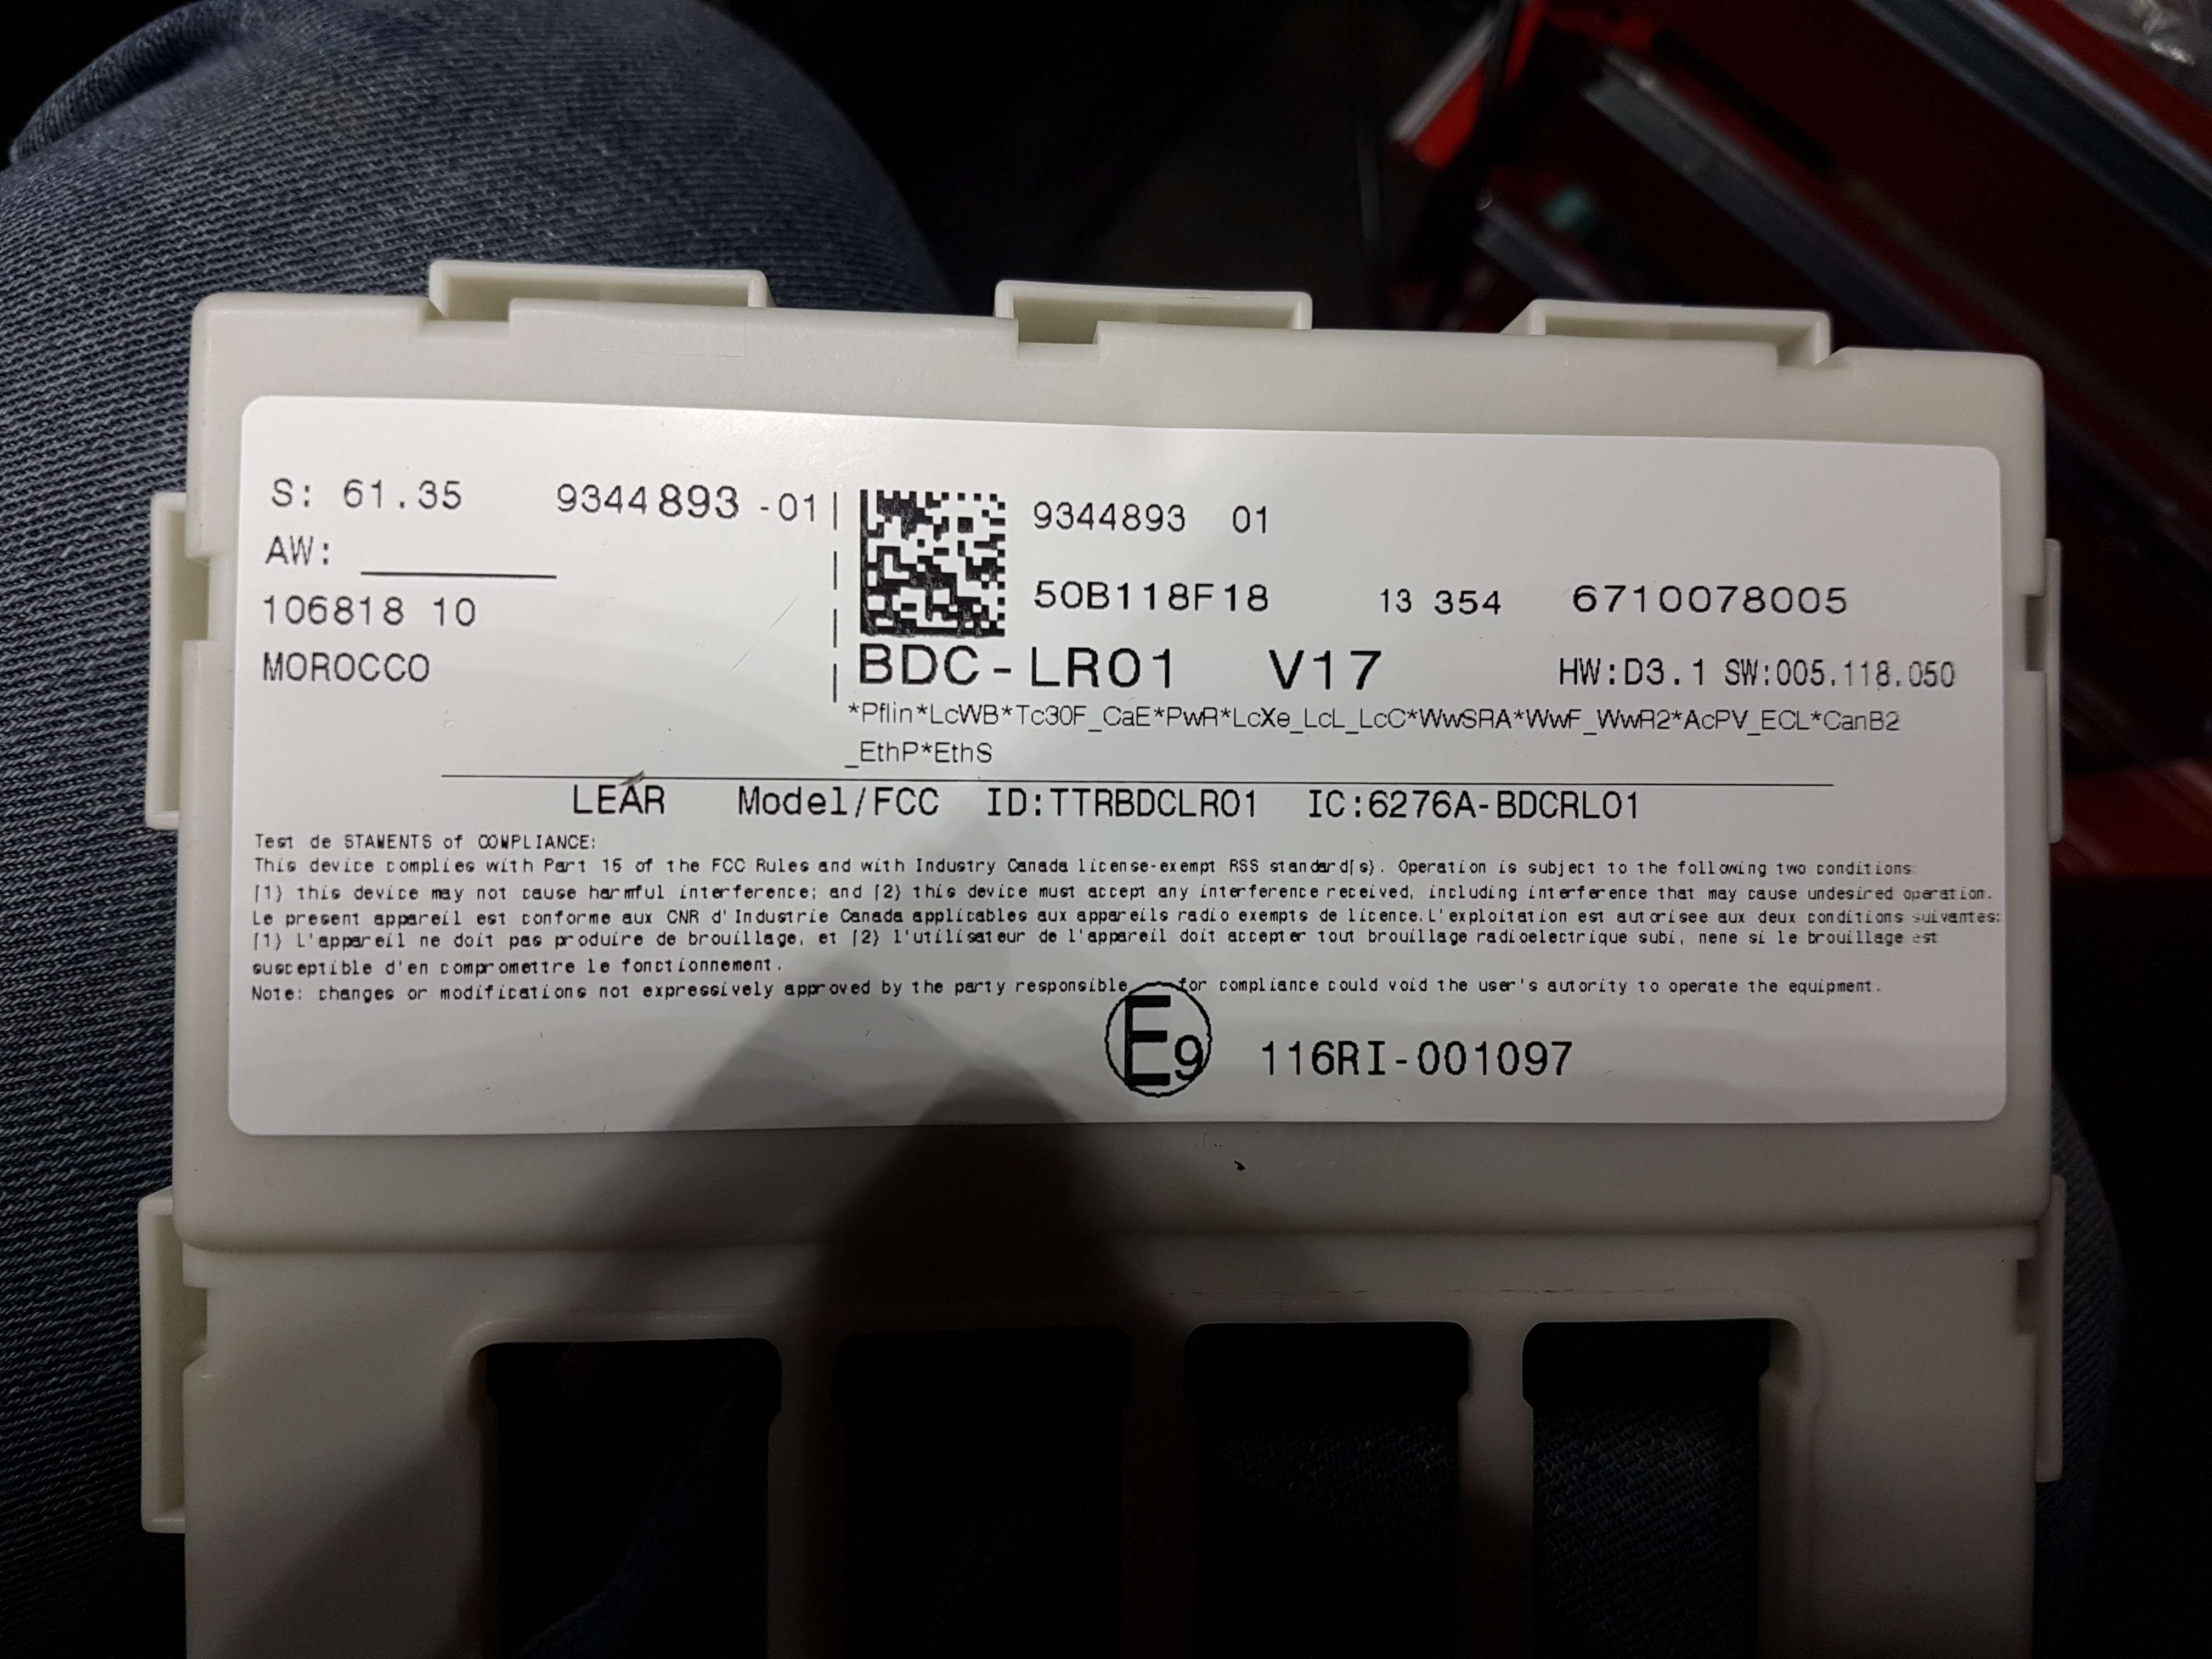 S: 61.35 9344893 -01
AW:
106818 10
MOROCCO
9344893 01
50B118F18 13 354 6710078005
BDC-LR01 V17 HW:D3.1 SW:005.118.050
*Pflin*LcWB*Tc30F_CaE*PwR*LcXe_LcL_LcC*WwSRA*WwF_WwR2*AcPV_ECL*CanB2
_EthP*EthS
LEAR Model/FCC ID:TTRBDCLR01 IC:6276A-BDCRL01
Test de STAMENTS of COMPLIANCE:
This device complies with Part 15 of the FCC Rules and with Industry Canada license-exempt RSS standard(s). Operation is subject to the following two conditions:
(1) this device may not cause harmful interference; and (2) this device must accept any interference received, including interference that may cause undesired operation.
Le present appareil est conforme aux CNR d'Industrie Canada applicables aux appareils radio exempts de licence.L'exploitation est autorisee aux deux conditions suivantes:
(1) L'appareil ne doit pas produire de brouillage, et (2) l'utilisateur de l'appareil doit accepter tout brouillage radioelectrique subi, nene si le brouillage est
susceptible d'en compromettre le fonctionnement.
Note: changes or modifications not expressively approved by the party responsible for compliance could void the user's autority to operate the equipment.
E9 116RI-001097